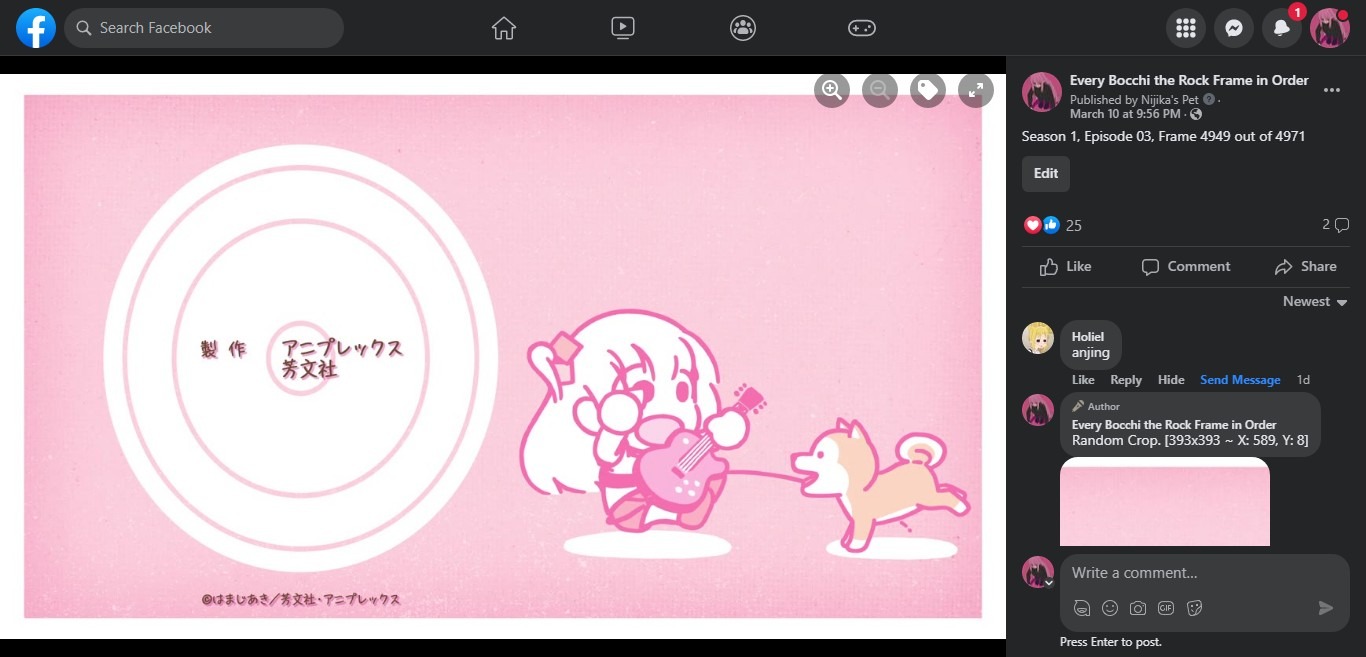 Search Facebook
1
製 作 アニプレックス
芳文社
©はまじあき/芳文社・アニプレックス
Every Bocchi the Rock Frame in Order
Published by Nijika's Pet ·
March 10 at 9:56 PM ·
Season 1, Episode 03, Frame 4949 out of 4971
Edit
25
2
Like
Comment
Share
Newest
Holiel
anjing
Like Reply Hide Send Message 1d
Author
Every Bocchi the Rock Frame in Order
Random Crop. [393x393 ~ X: 589, Y: 8]
Write a comment...
GIF
Press Enter to post.